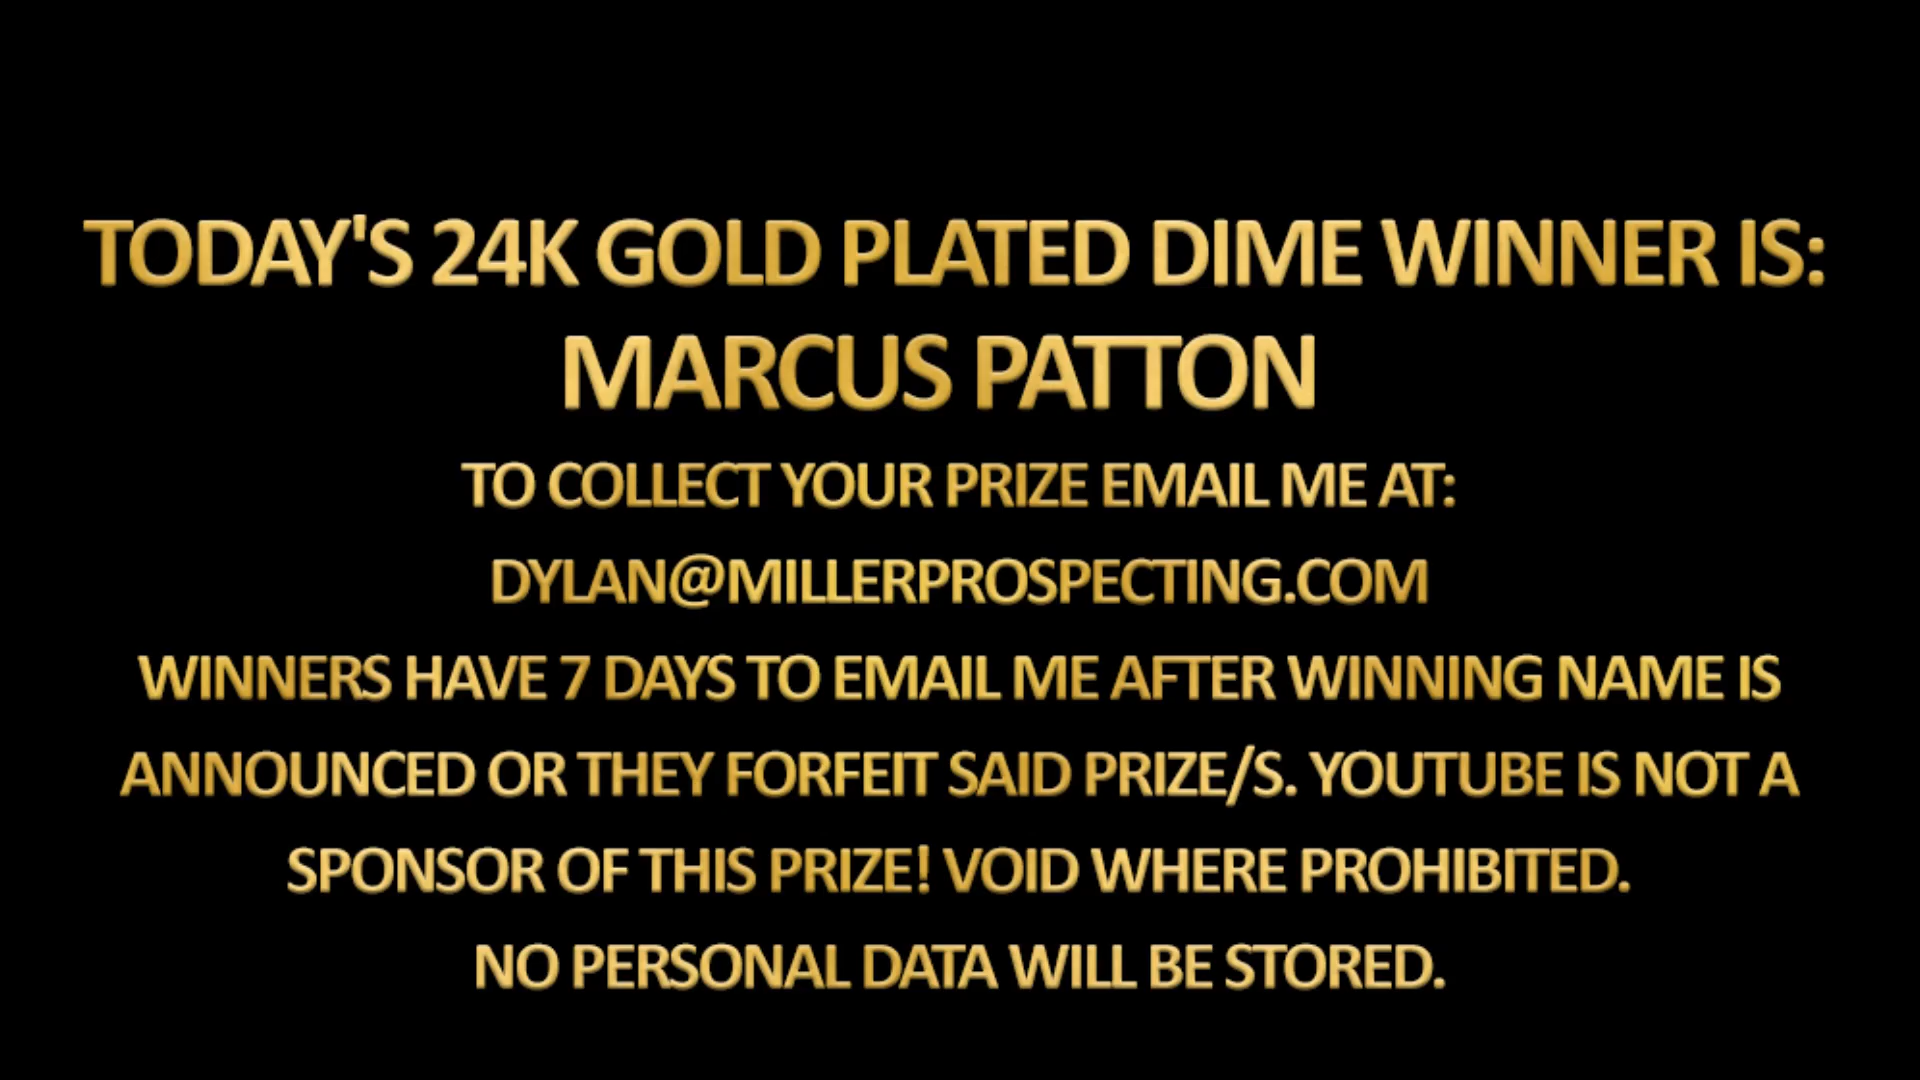 TODAY'S 24K GOLD PLATED DIME WINNER IS:
MARCUS PATTON
TO COLLECT YOUR PRIZE EMAIL ME AT:
DYLAN@MILLERPROSPECTING.COM
WINNERS HAVE 7 DAYS TO EMAIL ME AFTER WINNING NAME IS
ANNOUNCED OR THEY FORFEIT SAID PRIZE/S. YOUTUBE IS NOT A
SPONSOR OF THIS PRIZE! VOID WHERE PROHIBITED.
NO PERSONAL DATA WILL BE STORED.